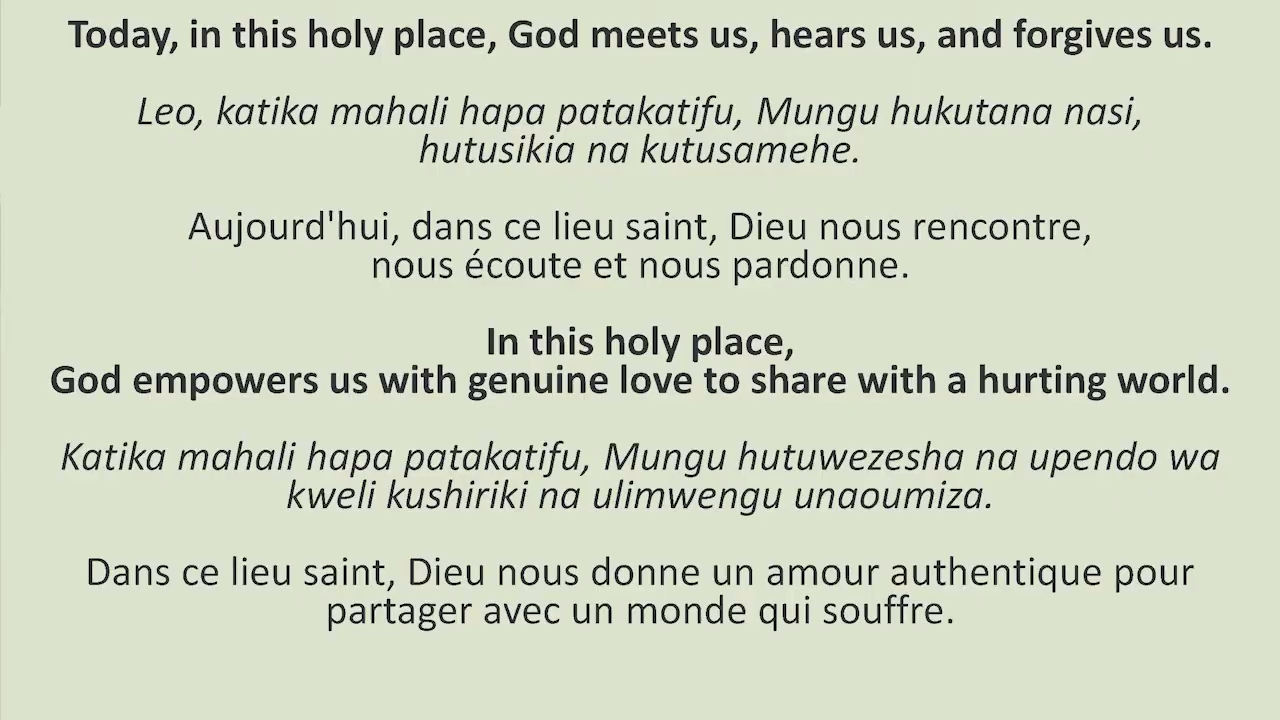 Today, in this holy place, God meets us, hears us, and forgives us.
Leo, katika mahali hapa patakatifu, Mungu hukutana nasi,
hutusikia na kutusamehe.
Aujourd'hui, dans ce lieu saint, Dieu nous rencontre,
nous écoute et nous pardonne.
In this holy place,
God empowers us with genuine love to share with a hurting world.
Katika mahali hapa patakatifu, Mungu hutuwezesha na upendo wa
kweli kushiriki na ulimwengu unaoumiza.
Dans ce lieu saint, Dieu nous donne un amour authentique pour
partager avec un monde qui souffre.